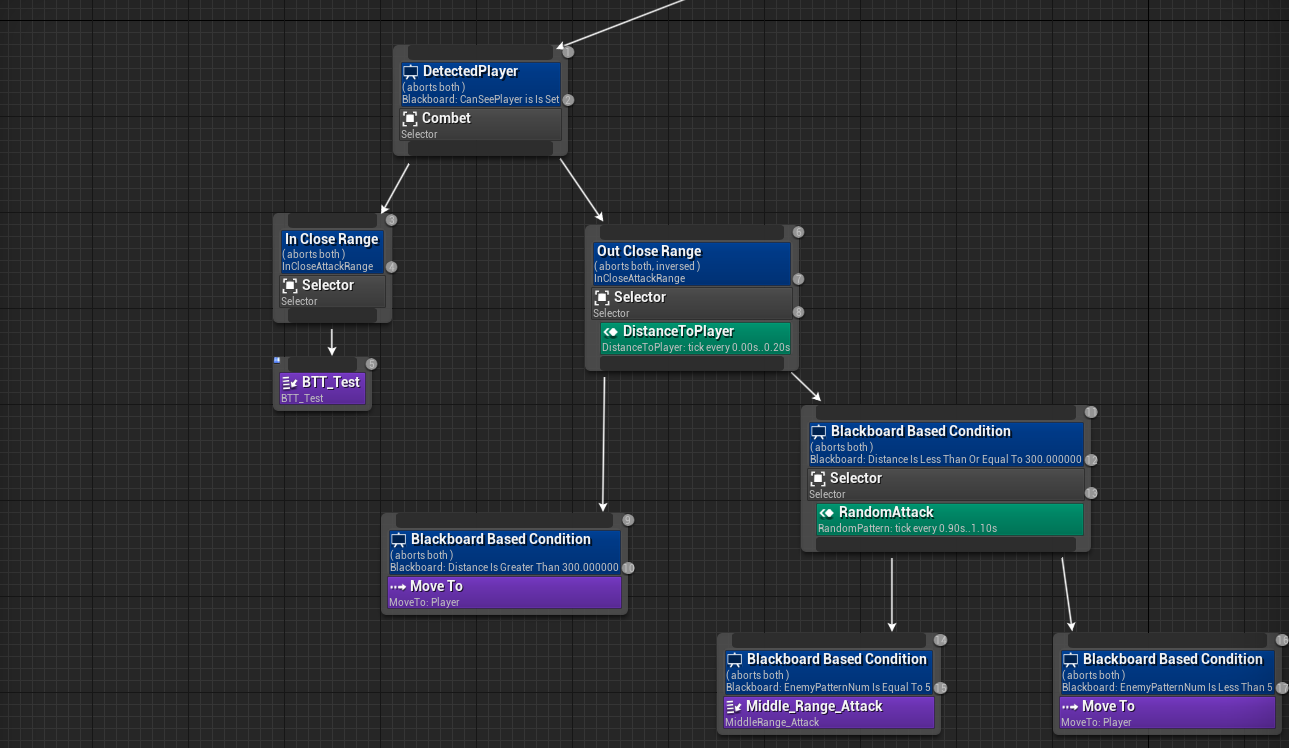 1
DetectedPlayer
( aborts both )
Blackboard: CanSeePlayer is Is Set
2
Combet
Selector
3
In Close Range
( aborts both )
InCloseAttackRange
4
Selector
Selector
5
BTT_Test
BTT_Test
6
Out Close Range
( aborts both, inversed )
InCloseAttackRange
7
Selector
Selector
8
DistanceToPlayer
DistanceToPlayer: tick every 0.00s..0.20s
9
Blackboard Based Condition
( aborts both )
Blackboard: Distance Is Greater Than 300.000000
10
Move To
MoveTo: Player
11
Blackboard Based Condition
( aborts both )
Blackboard: Distance Is Less Than Or Equal To 300.000000
12
Selector
Selector
13
RandomAttack
RandomPattern: tick every 0.90s..1.10s
14
Blackboard Based Condition
( aborts both )
Blackboard: EnemyPatternNum Is Equal To 5
15
Middle_Range_Attack
MiddleRange_Attack
16
Blackboard Based Condition
( aborts both )
Blackboard: EnemyPatternNum Is Less Than 5
17
Move To
MoveTo: Player